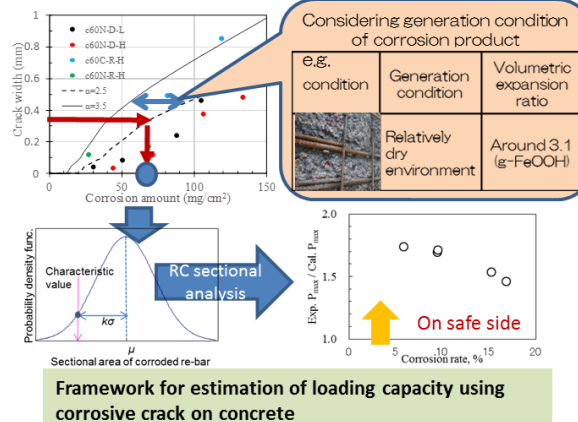 Considering generation condition
of corrosion product
e.g.
condition
Generation
condition
Volumetric
expansion
ratio
Relatively
dry
environment
Around 3.1
(g-FeOOH)
Crack width (mm)
1
0.8
0.6
0.4
0.2
0
c60N-D-L
c60N-D-H
c60C-R-H
c60N-R-H
α=2.5
α=3.5
0
50
100
150
Corrosion amount (mg/cm2)
Probability density func.
Characteristic
value
kσ
μ
Sectional area of corroded re-bar
RC sectional
analysis
Exp. Pmax / Cal. Pmax
2.0
1.8
1.5
1.3
1.0
On safe side
0
5
10
15
20
Corrosion rate, %
Framework for estimation of loading capacity using
corrosive crack on concrete